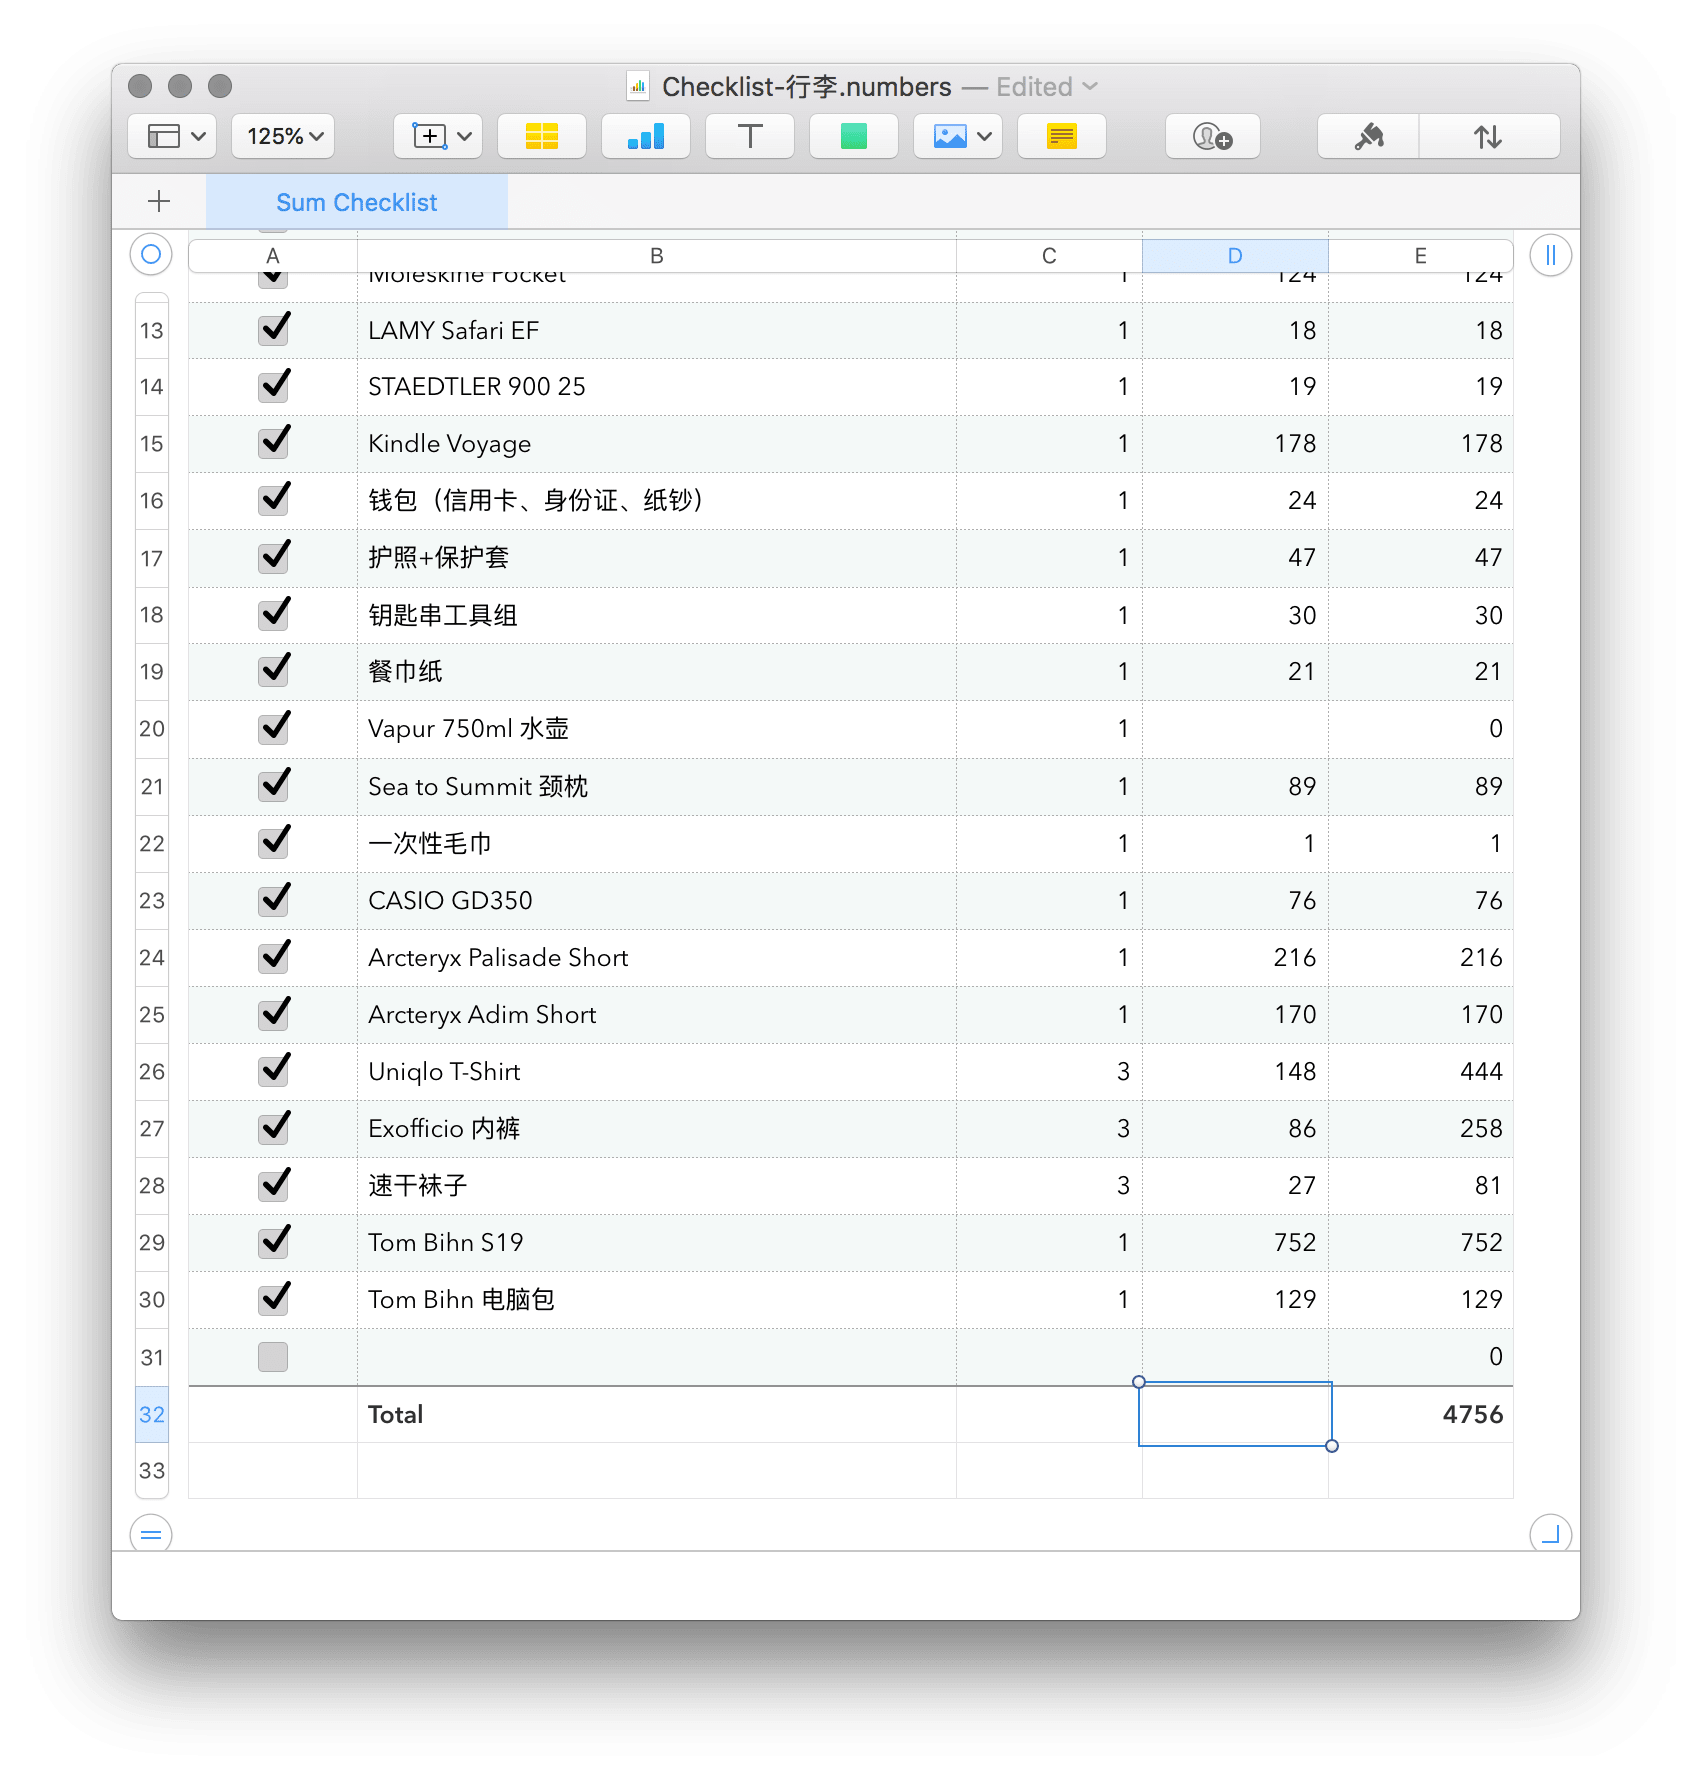 Checklist-行李.numbers — Edited
125%
Sum Checklist
A B C D E
Moleskine Pocket 1 124 124
13 LAMY Safari EF 1 18 18
14 STAEDTLER 900 25 1 19 19
15 Kindle Voyage 1 178 178
16 钱包（信用卡、身份证、纸钞） 1 24 24
17 护照+保护套 1 47 47
18 钥匙串工具组 1 30 30
19 餐巾纸 1 21 21
20 Vapur 750ml 水壶 1 0
21 Sea to Summit 颈枕 1 89 89
22 一次性毛巾 1 1 1
23 CASIO GD350 1 76 76
24 Arcteryx Palisade Short 1 216 216
25 Arcteryx Adim Short 1 170 170
26 Uniqlo T-Shirt 3 148 444
27 Exofficio 内裤 3 86 258
28 速干袜子 3 27 81
29 Tom Bihn S19 1 752 752
30 Tom Bihn 电脑包 1 129 129
31 0
32 Total 4756
33